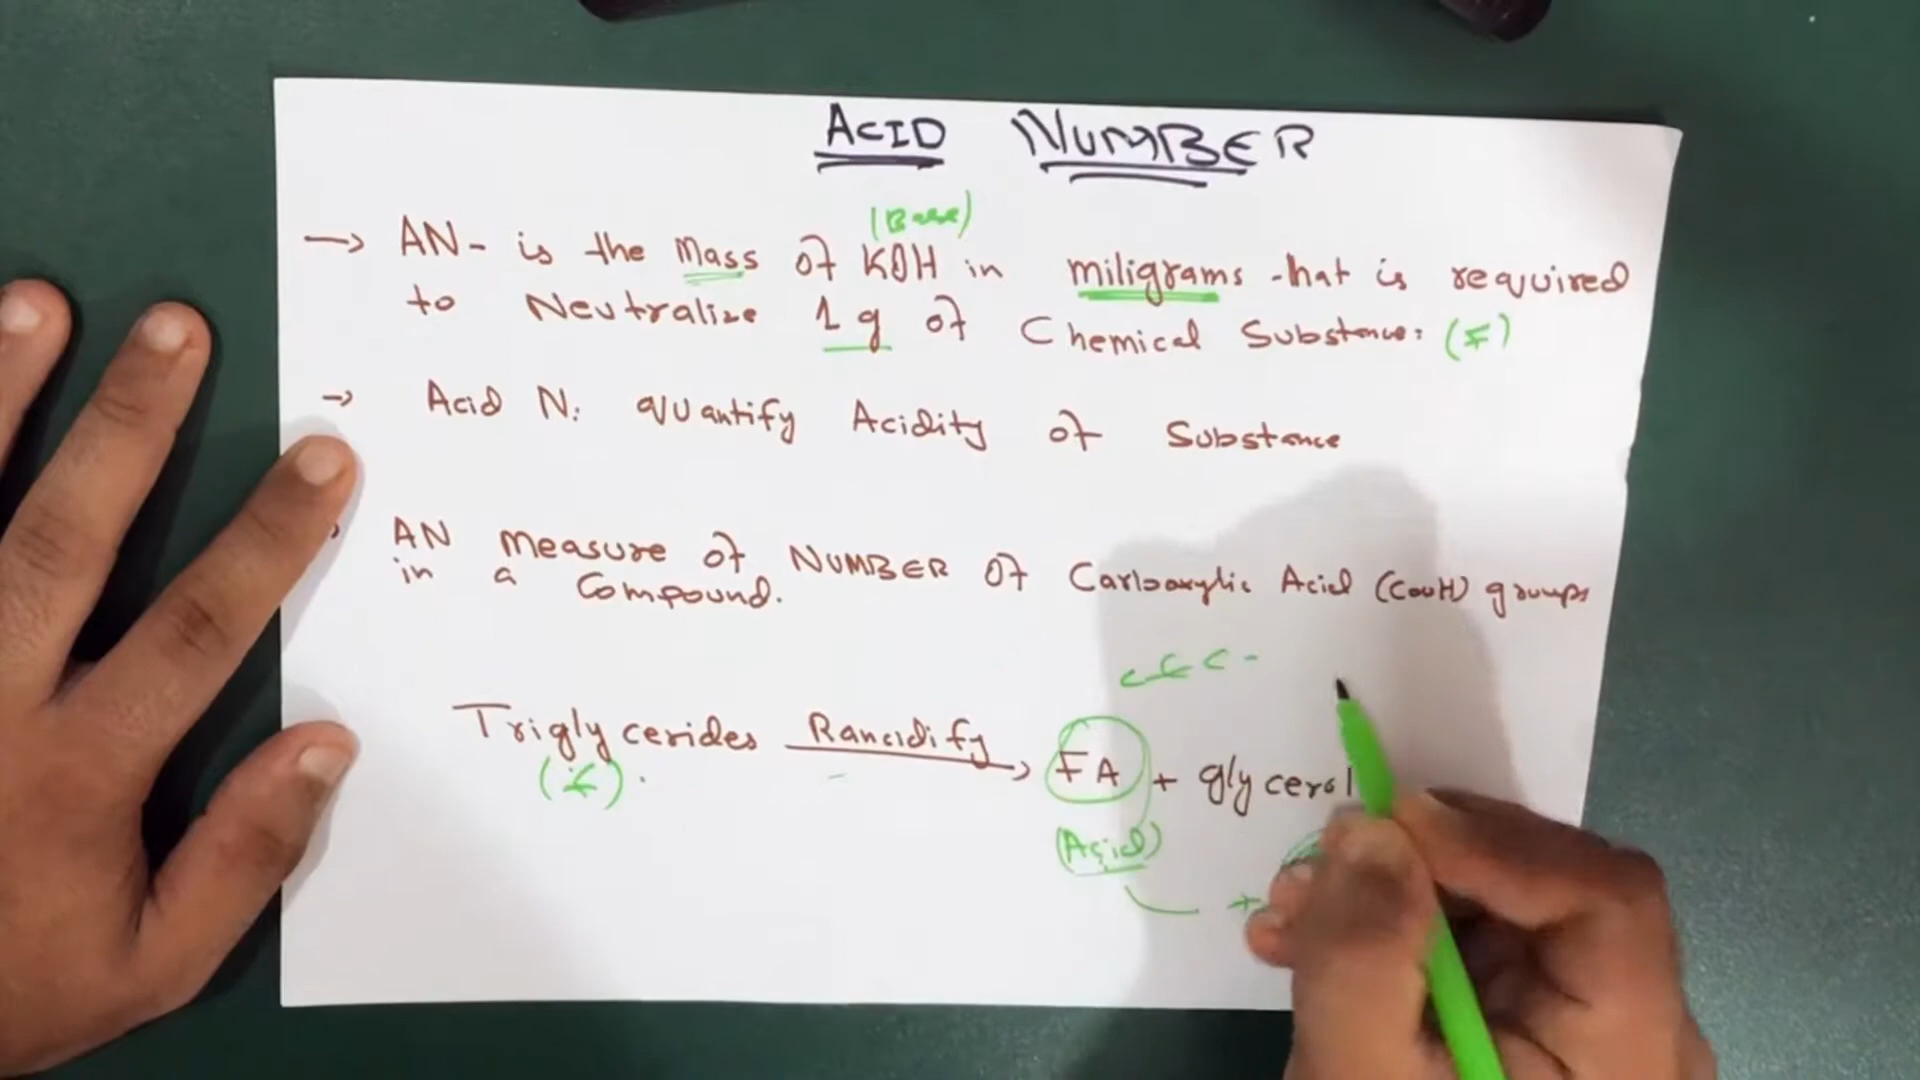 ACID NUMBER
(Base)
→ AN- is the Mass of KOH in miligrams that is required
to Neutralize 1 g of Chemical Substance.
→ Acid N: quantify Acidity of Substance
AN measure of NUMBER of Carboxylic Acid (COOH) groups
in a Compound.
Triglycerides Rancidify → FA + glycerol
(Acid)
+